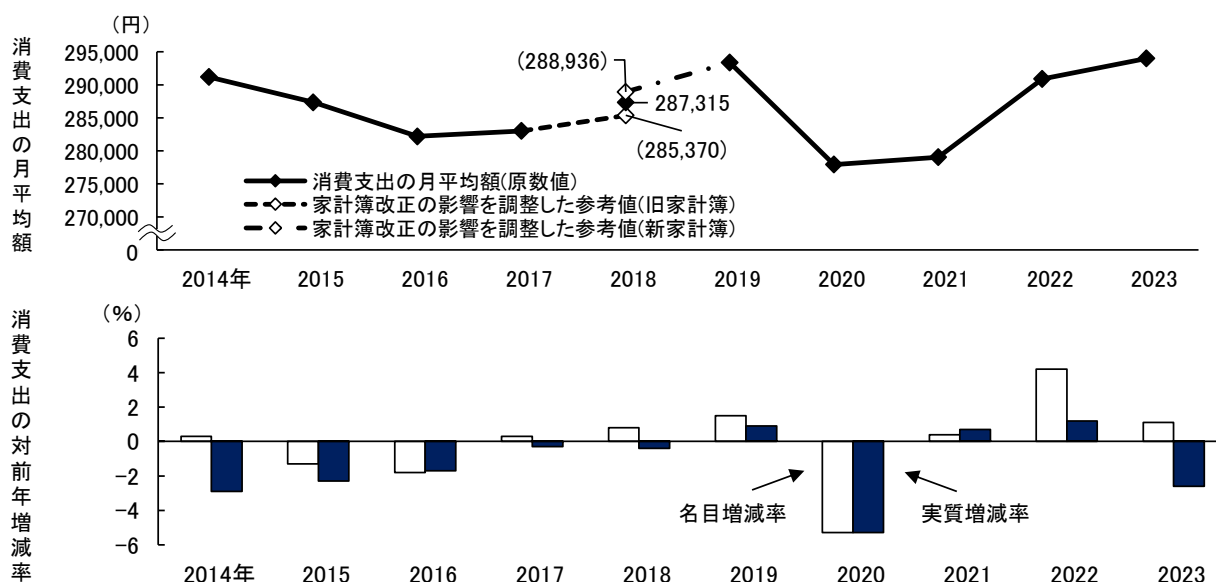 消費支出の月平均額
（円）
295,000
290,000
285,000
280,000
275,000
270,000
0
(288,936)
287,315
(285,370)
消費支出の月平均額(原数値)
家計簿改正の影響を調整した参考値(旧家計簿)
家計簿改正の影響を調整した参考値(新家計簿)
2014年 2015 2016 2017 2018 2019 2020 2021 2022 2023
消費支出の対前年増減率
（%）
6
4
2
0
−2
−4
−6
名目増減率 実質増減率
2014年 2015 2016 2017 2018 2019 2020 2021 2022 2023